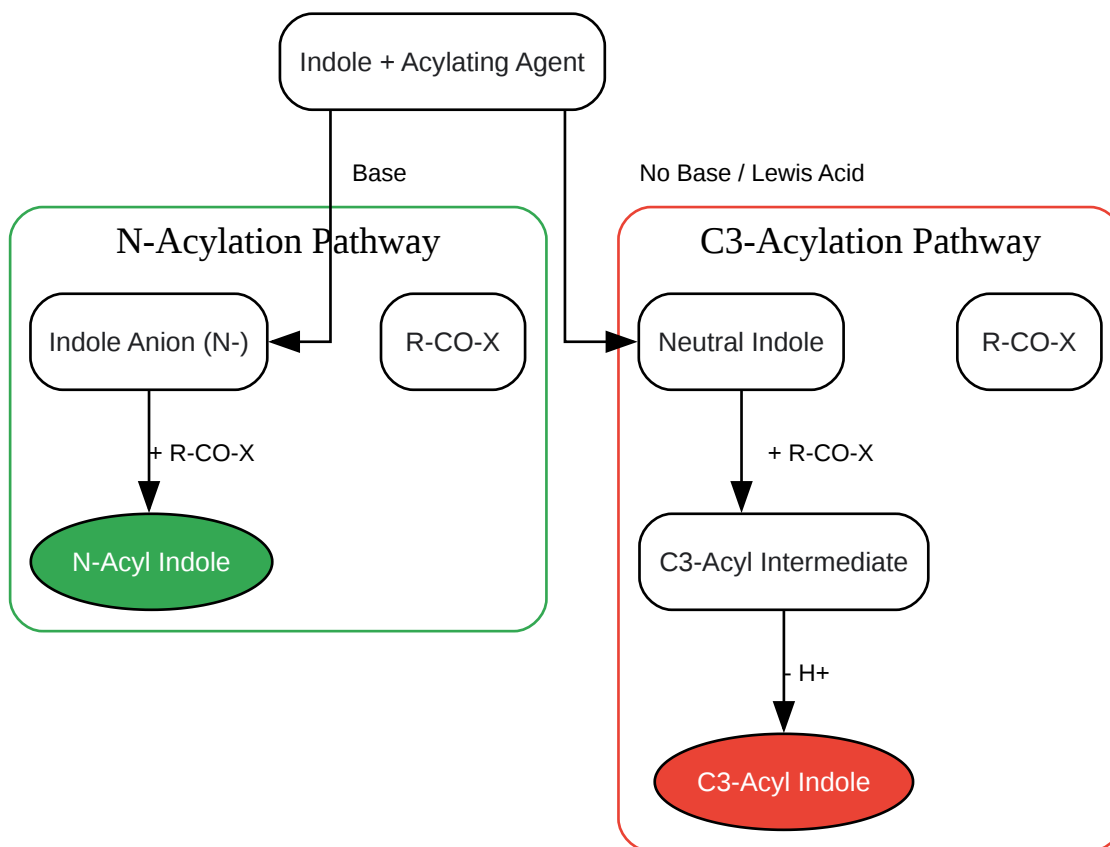 Indole + Acylating Agent
Base
No Base / Lewis Acid
N-Acylation Pathway
C3-Acylation Pathway
Indole Anion (N-)
R-CO-X
Neutral Indole
R-CO-X
+ R-CO-X
+ R-CO-X
N-Acyl Indole
C3-Acyl Intermediate
- H+
C3-Acyl Indole